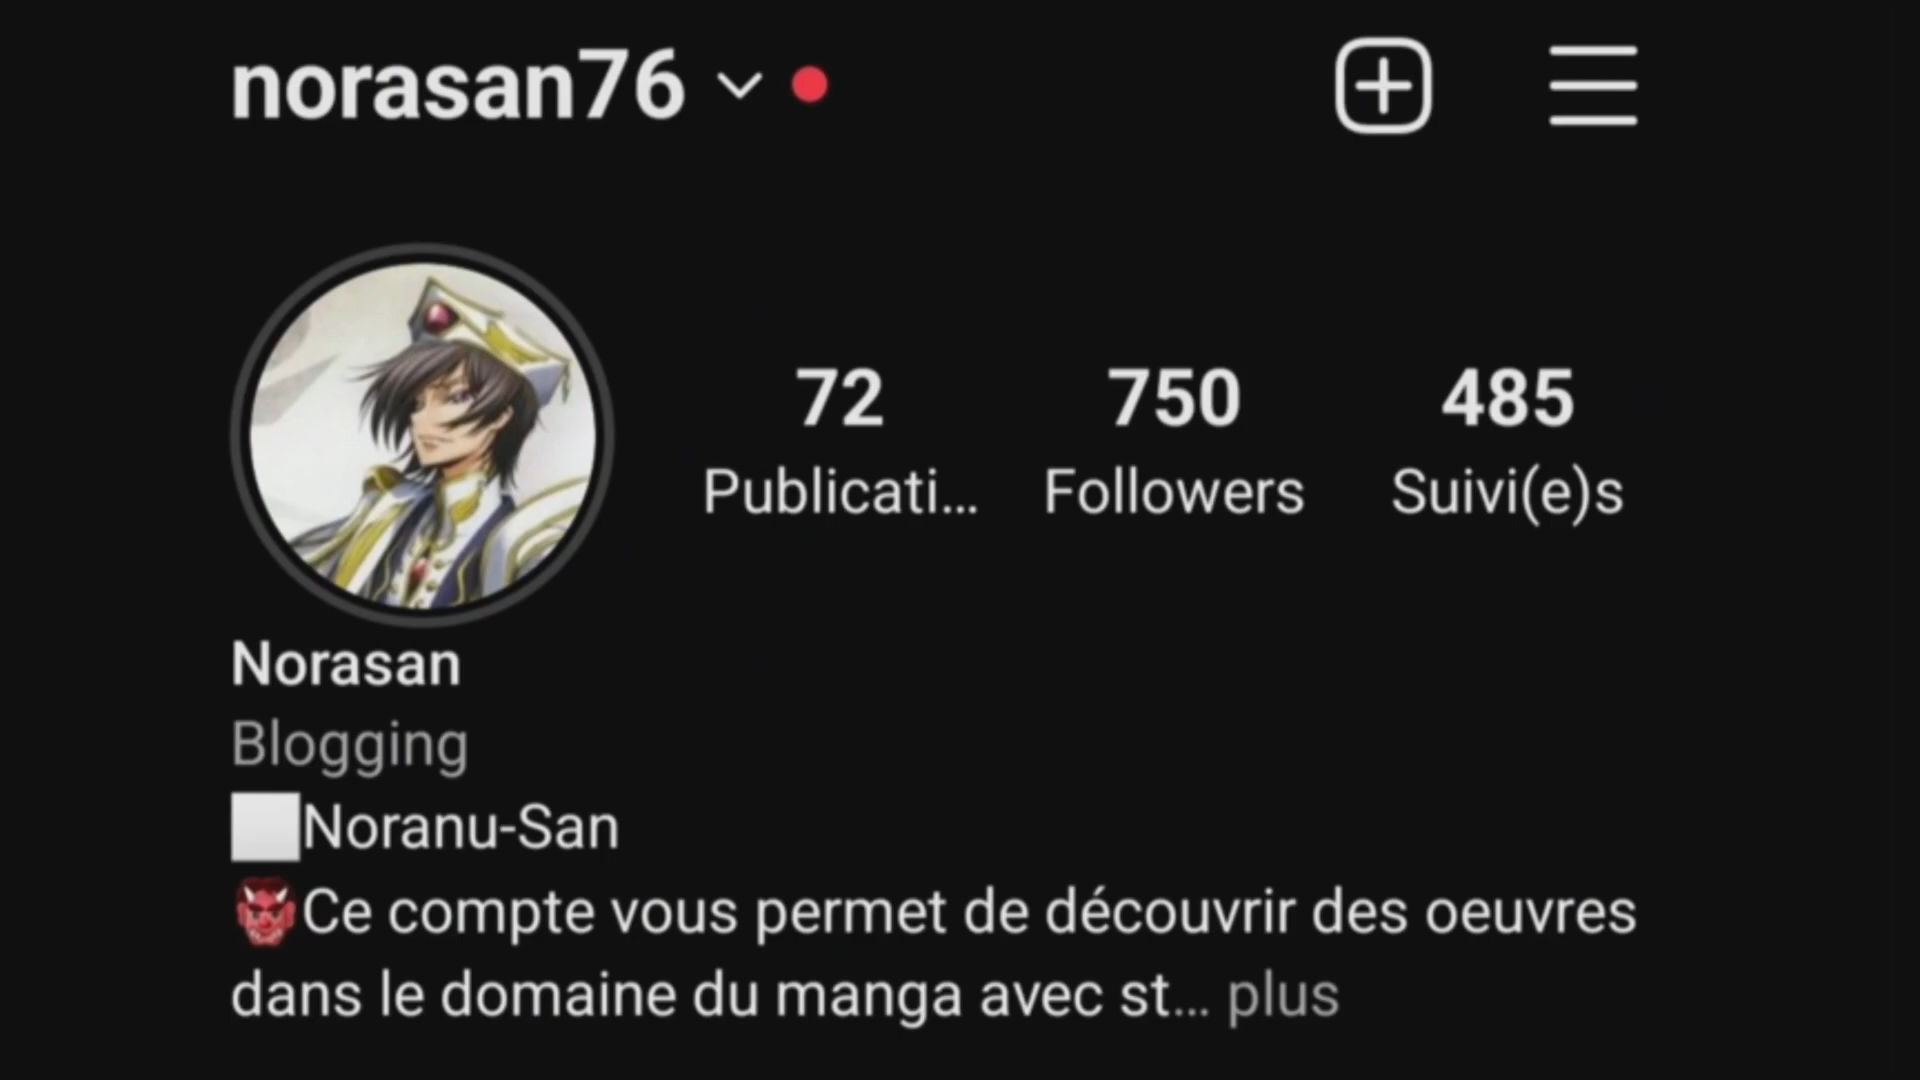 norasan76
72 750 485
Publicati... Followers Suivi(e)s
Norasan
Blogging
Noranu-San
👹Ce compte vous permet de découvrir des oeuvres
dans le domaine du manga avec st... plus